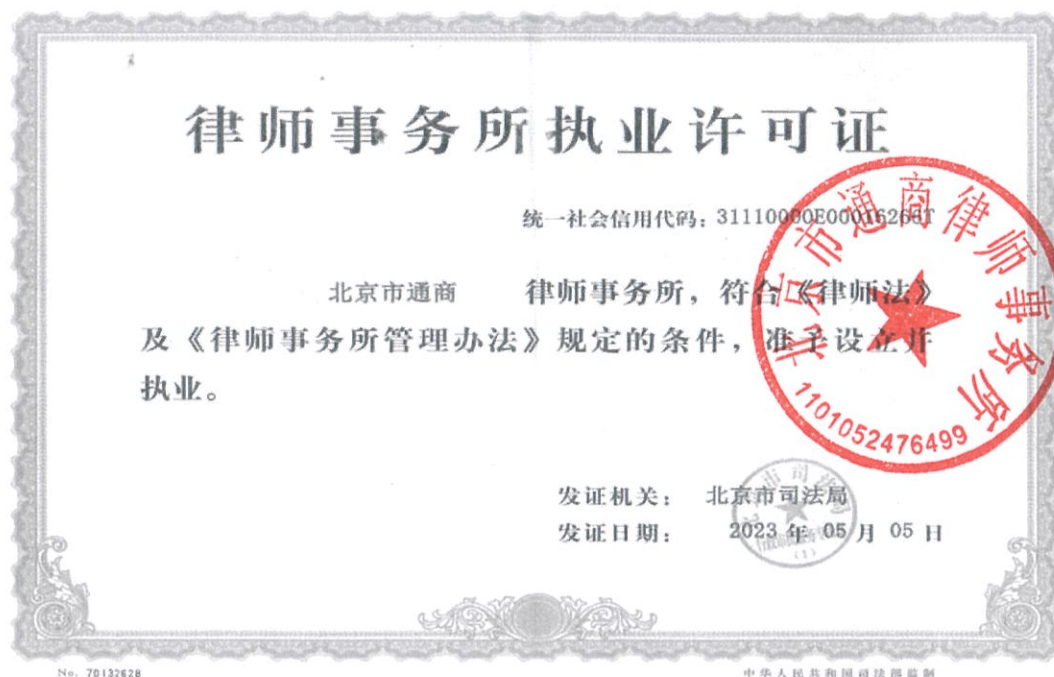 律师事务所执业许可证
统一社会信用代码：31110000E00016266T
北京市通商 律师事务所，符合《律师法》
及《律师事务所管理办法》规定的条件，准予设立并
执业。
北京市通商律师事务所
1101052476499
发证机关： 北京市司法局
发证日期： 2023 年 05 月 05 日
(1)
No. 70132628
中华人民共和国司法部监制